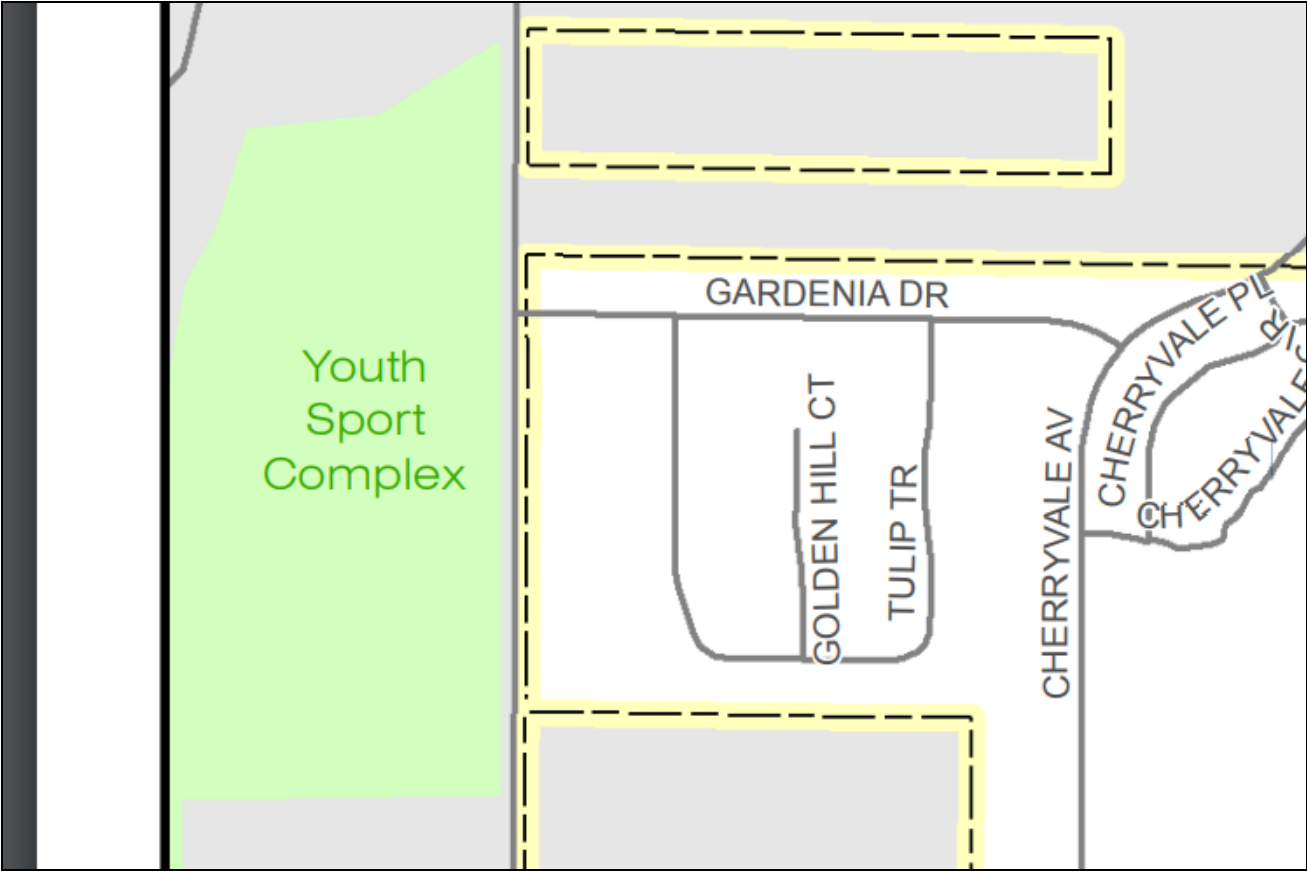 GARDENIA DR
CHERRYVALE PL
Youth
Sport
Complex
GOLDEN HILL CT
TULIP TR
CHERRYVALE AV
CHERRYVALE